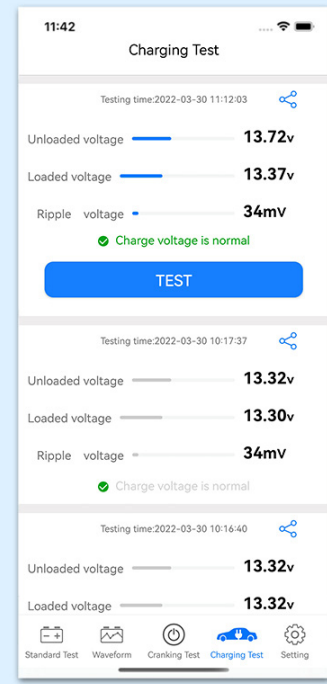 11:42
Charging Test
Testing time:2022-03-30 11:12:03
Unloaded voltage 13.72v
Loaded voltage 13.37v
Ripple voltage 34mV
Charge voltage is normal
TEST
Testing time:2022-03-30 10:17:37
Unloaded voltage 13.32v
Loaded voltage 13.30v
Ripple voltage 34mV
Charge voltage is normal
Testing time:2022-03-30 10:16:40
Unloaded voltage 13.32v
Loaded voltage 13.32v
Standard Test Waveform Cranking Test Charging Test Setting